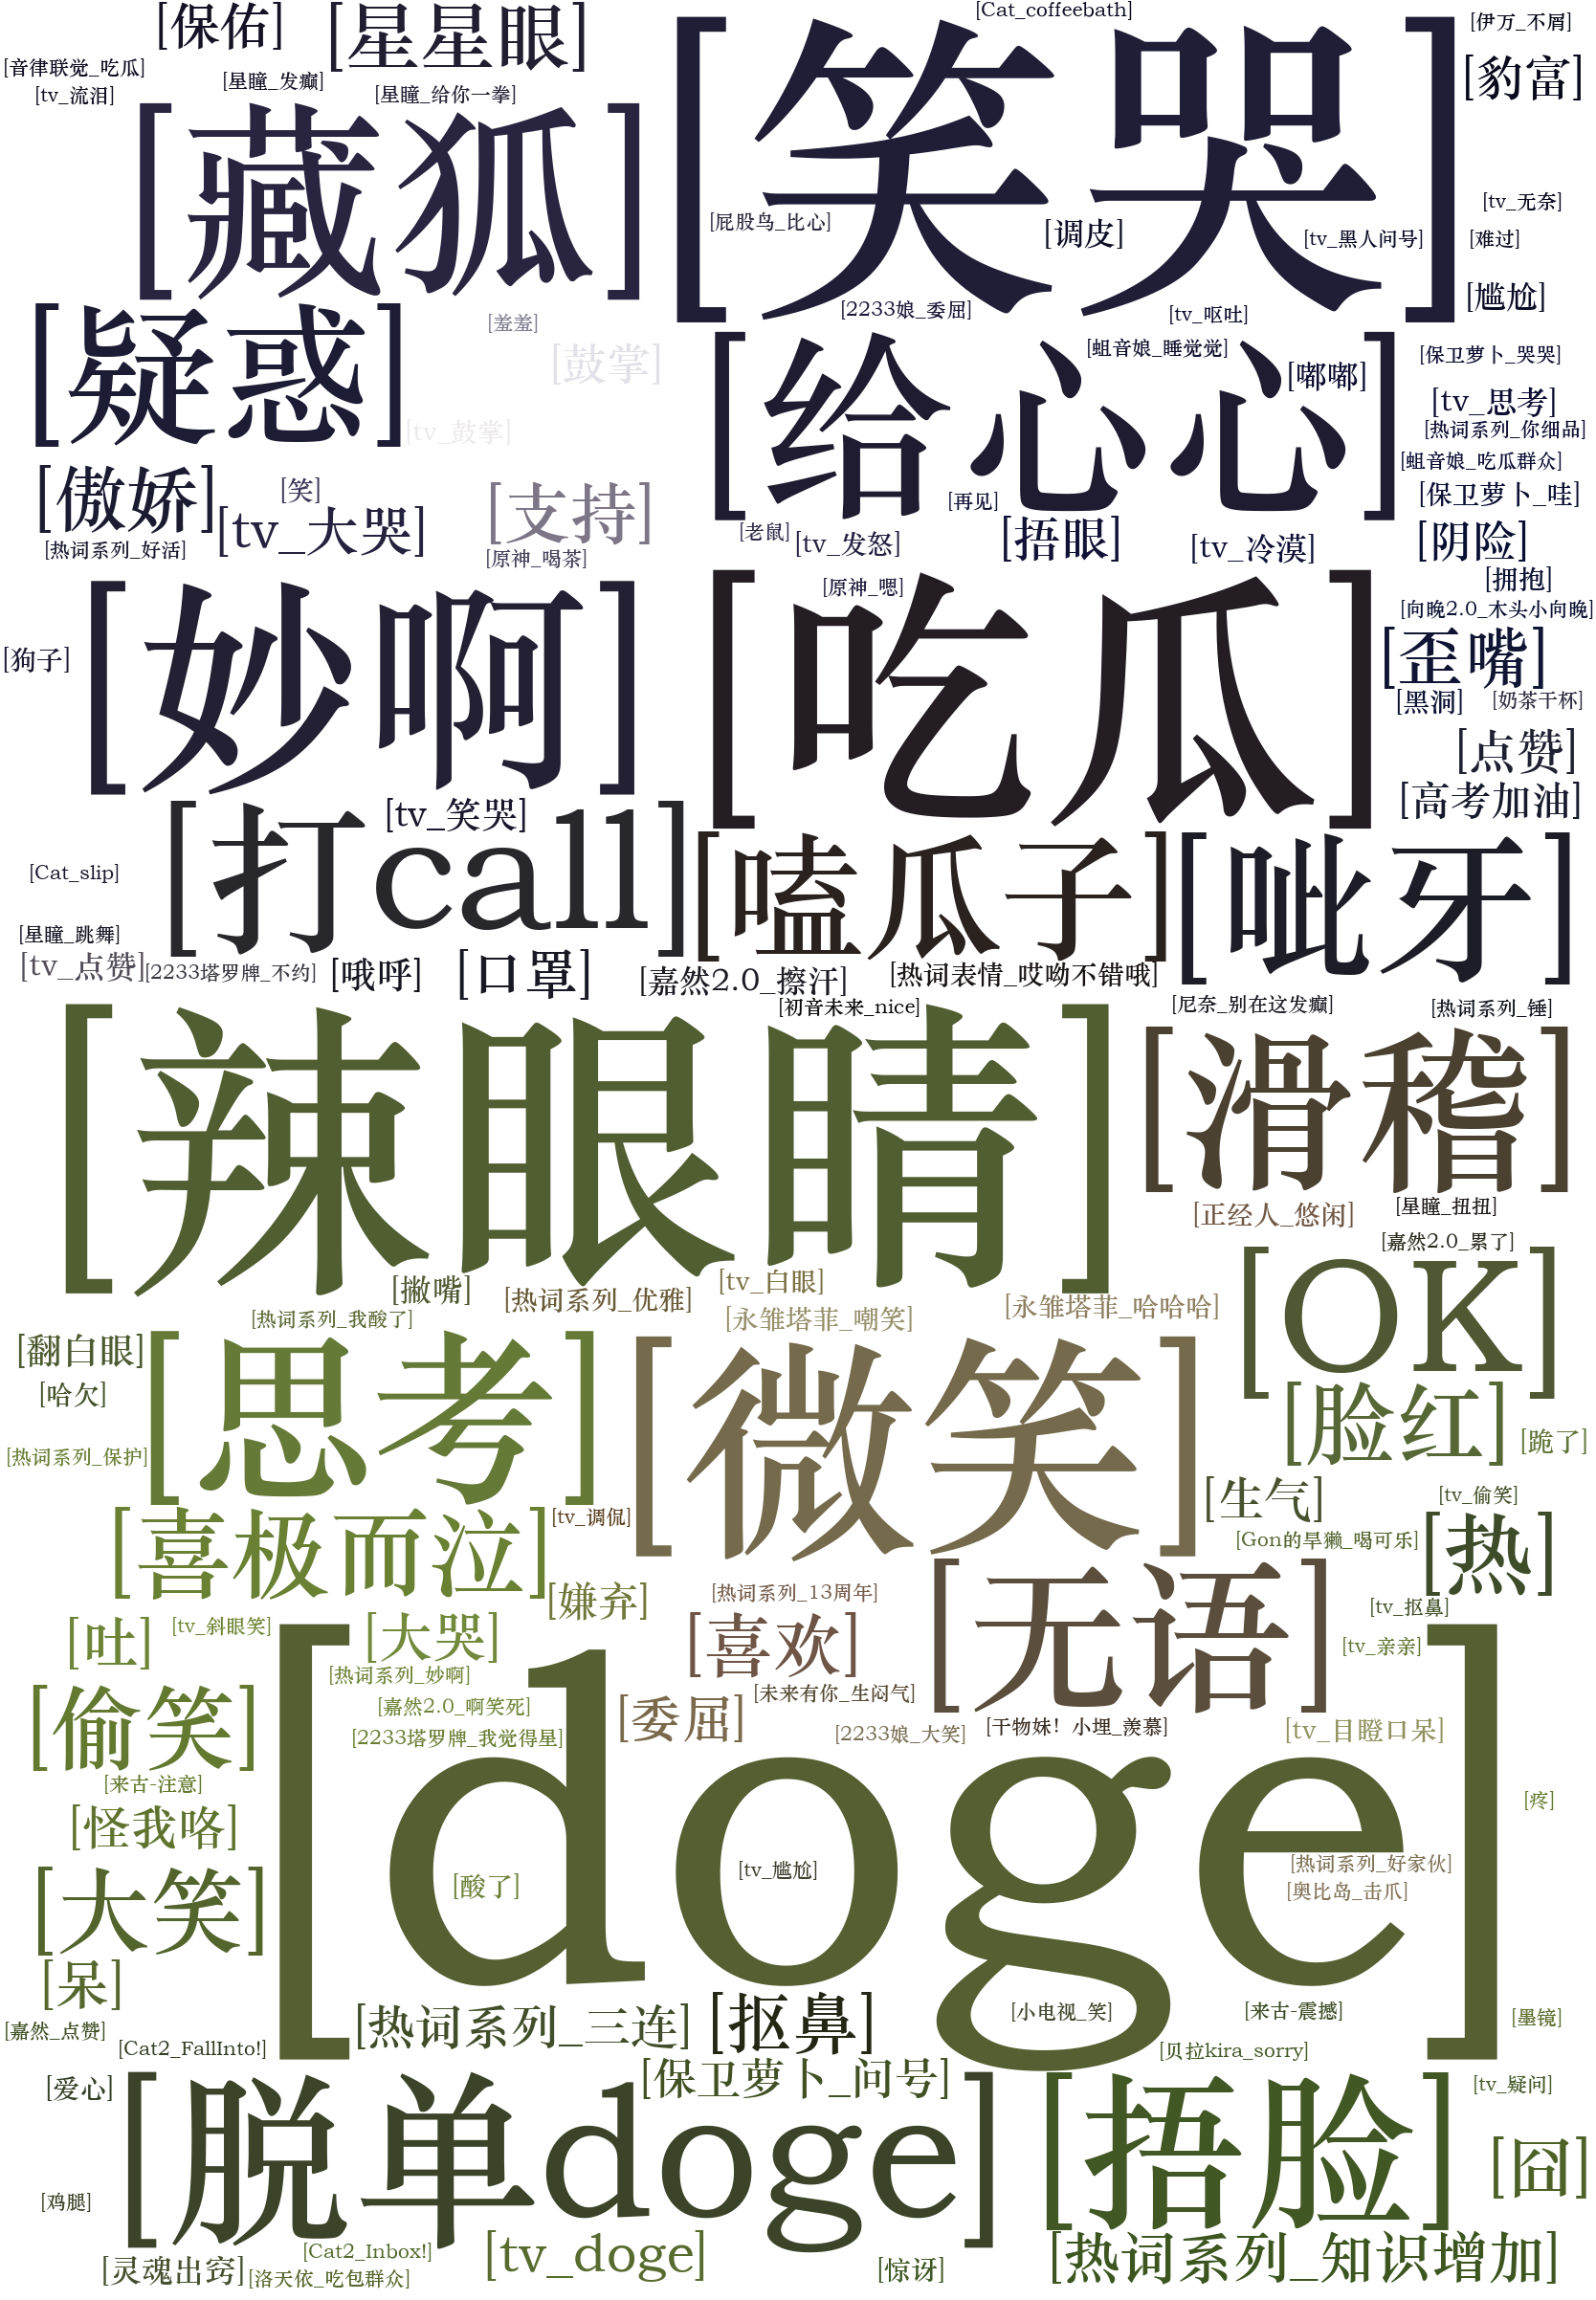 [Cat_coffeebath]
[保佑]
[星星眼]
[伊万_不屑]
[音律联觉_吃瓜]
[星瞳_发癫]
[豹富]
[tv_流泪]
[星瞳_给你一拳]
[藏狐]
[笑哭]
[tv_无奈]
[屁股鸟_比心]
[调皮]
[tv_黑人问号]
[难过]
[尴尬]
[2233娘_委屈]
[tv_呕吐]
[疑惑]
[羞羞]
[鼓掌]
[tv_鼓掌]
[给心心]
[蛆音娘_睡觉觉]
[嘟嘟]
[保卫萝卜_哭哭]
[tv_思考]
[热词系列_你细品]
[蛆音娘_吃瓜群众]
[保卫萝卜_哇]
[傲娇]
[笑]
[tv_大哭]
[支持]
[热词系列_好活]
[原神_喝茶]
[再见]
[老鼠]
[tv_发怒]
[捂眼]
[tv_冷漠]
[阴险]
[拥抱]
[原神_嗯]
[向晚2.0_木头小向晚]
[狗子]
[妙啊]
[吃瓜]
[歪嘴]
[黑洞]
[奶茶干杯]
[点赞]
[高考加油]
[tv_笑哭]
[打call]
[嗑瓜子]
[呲牙]
[Cat_slip]
[星瞳_跳舞]
[tv_点赞]
[2233塔罗牌_不约]
[哦呼]
[口罩]
[嘉然2.0_擦汗]
[热词表情_哎呦不错哦]
[初音未来_nice]
[尼奈_别在这发癫]
[热词系列_锤]
[辣眼睛]
[滑稽]
[正经人_悠闲]
[星瞳_扭扭]
[嘉然2.0_累了]
[撇嘴]
[热词系列_优雅]
[tv_白眼]
[热词系列_我酸了]
[永雏塔菲_嘲笑]
[永雏塔菲_哈哈哈]
[OK]
[翻白眼]
[哈欠]
[思考]
[微笑]
[脸红]
[跪了]
[热词系列_保护]
[生气]
[tv_偷笑]
[喜极而泣]
[tv_调侃]
[Gon的旱獭_喝可乐]
[热]
[嫌弃]
[热词系列_13周年]
[无语]
[tv_抠鼻]
[吐]
[tv_斜眼笑]
[大哭]
[喜欢]
[tv_亲亲]
[热词系列_妙啊]
[偷笑]
[嘉然2.0_啊笑死]
[委屈]
[未来有你_生闷气]
[2233塔罗牌_我觉得星]
[2233娘_大笑]
[干物妹！小埋_羡慕]
[tv_目瞪口呆]
[来古-注意]
[怪我咯]
[疼]
[doge]
[大笑]
[酸了]
[tv_尴尬]
[热词系列_好家伙]
[奥比岛_击爪]
[呆]
[热词系列_三连]
[抠鼻]
[小电视_笑]
[来古-震撼]
[墨镜]
[嘉然_点赞]
[Cat2_FallInto!]
[贝拉kira_sorry]
[保卫萝卜_问号]
[爱心]
[脱单doge]
[捂脸]
[tv_疑问]
[囧]
[鸡腿]
[灵魂出窍]
[Cat2_Inbox!]
[洛天依_吃包群众]
[tv_doge]
[惊讶]
[热词系列_知识增加]